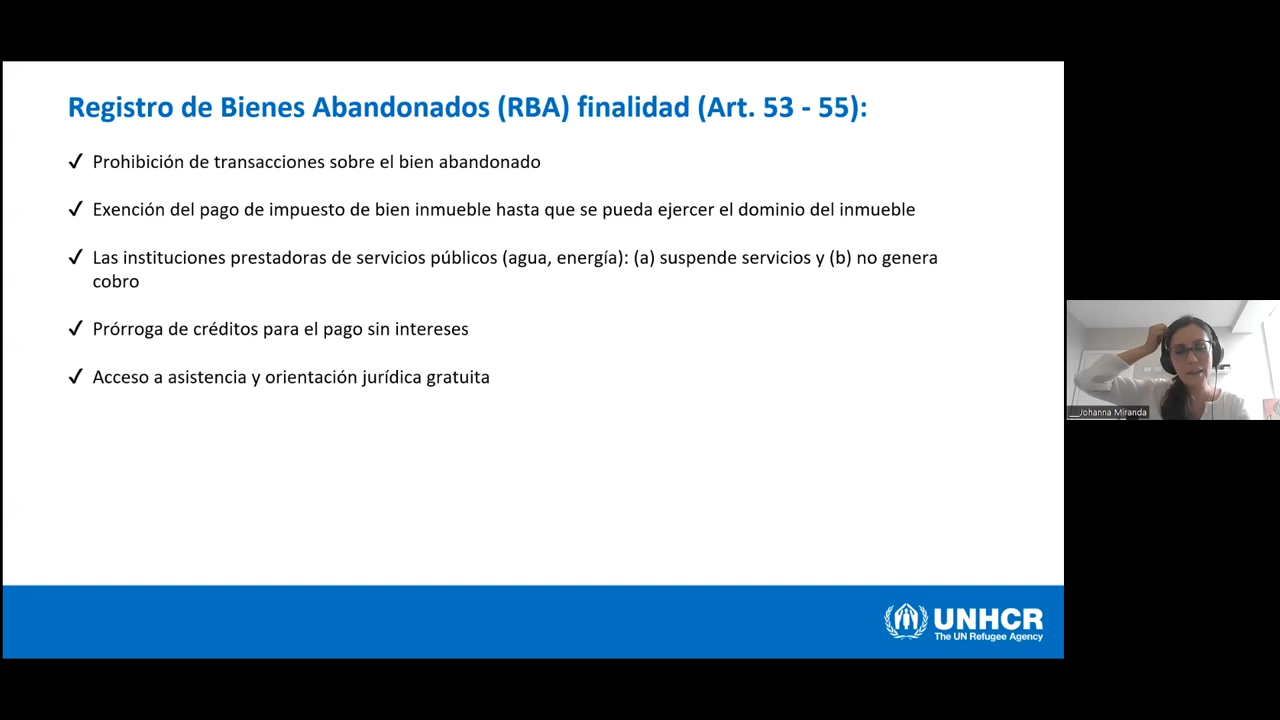 Registro de Bienes Abandonados (RBA) finalidad (Art. 53 - 55):
✓ Prohibición de transacciones sobre el bien abandonado
✓ Exención del pago de impuesto de bien inmueble hasta que se pueda ejercer el dominio del inmueble
✓ Las instituciones prestadoras de servicios públicos (agua, energía): (a) suspende servicios y (b) no genera
cobro
✓ Prórroga de créditos para el pago sin intereses
✓ Acceso a asistencia y orientación jurídica gratuita
__Johanna Miranda
UNHCR
The UN Refugee Agency